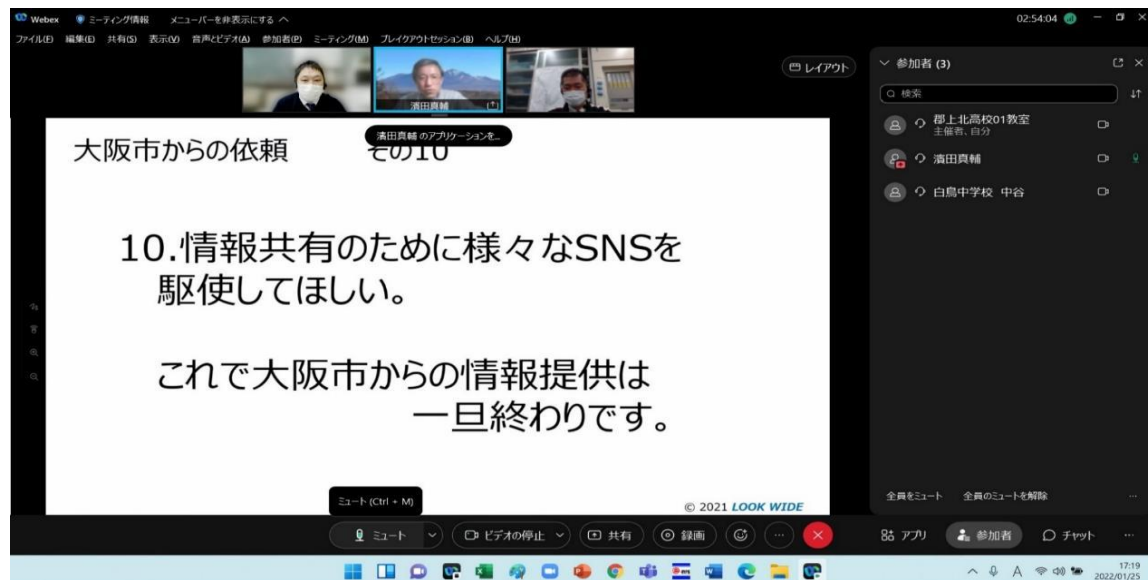 Webex ミーティング情報 メニューバーを非表示にする
02:54:04
ファイル(F) 編集(E) 共有(S) 表示(V) 音声とビデオ(A) 参加者(P) ミーティング(M) ブレイクアウトセッション(B) ヘルプ(H)
濱田真輔
レイアウト
濱田真輔 のアプリケーションを...
大阪市からの依頼 その10
10.情報共有のために様々なSNSを
駆使してほしい。
これで大阪市からの情報提供は
一旦終わりです。
© 2021 LOOK WIDE
ミュート (Ctrl + M)
参加者 (3)
検索
郡上北高校01教室
主催者、自分
濱田真輔
白鳥中学校 中谷
全員をミュート 全員のミュートを解除
ミュート ビデオの停止 共有 録画
アプリ 参加者 チャット
A
17:19
2022/01/25